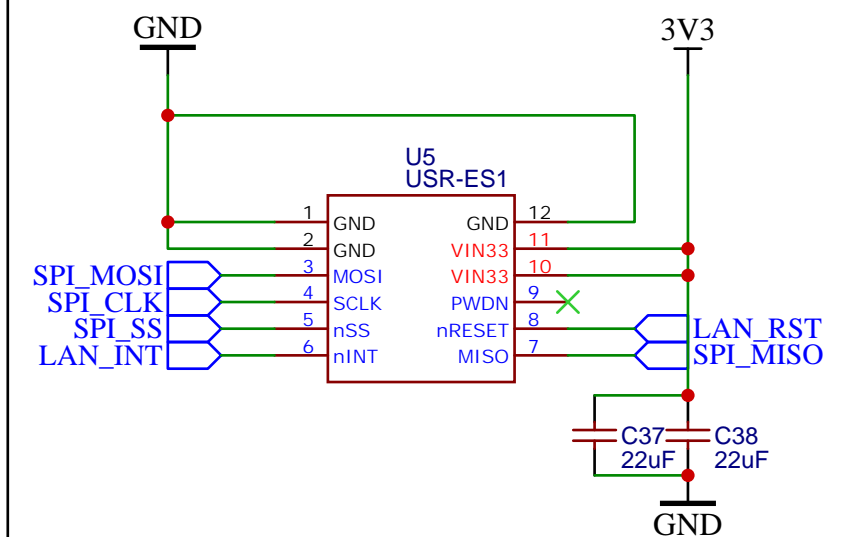 GND
3V3
U5
USR-ES1
1 GND GND 12
2 GND VIN33 11
SPI_MOSI 3 MOSI VIN33 10
SPI_CLK 4 SCLK PWDN 9
SPI_SS 5 nSS nRESET 8 LAN_RST
LAN_INT 6 nINT MISO 7 SPI_MISO
C37 C38
22uF 22uF
GND